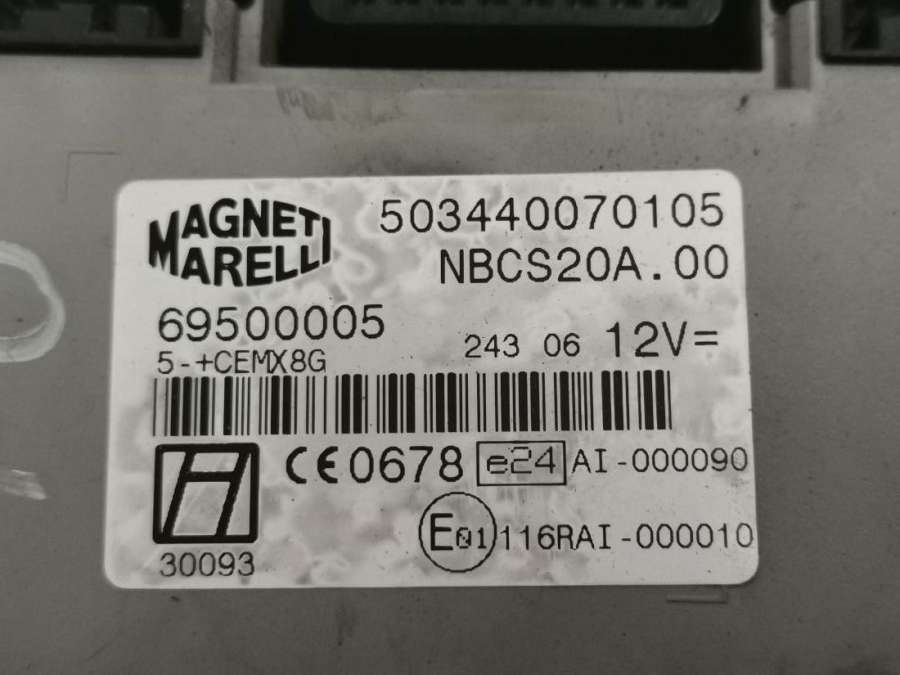 MAGNETI
MARELLI
503440070105
NBCS20A.00
69500005
5-+CEMX8G
243 06 12V=
CE0678 e24 AI-000090
E01 116RAI-000010
30093